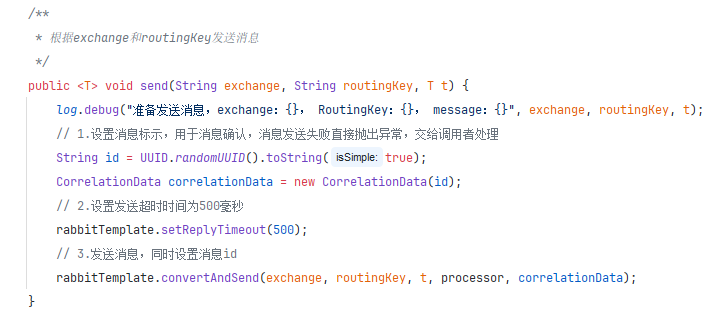 /**
 * 根据exchange和routingKey发送消息
 */
public <T> void send(String exchange, String routingKey, T t) {
    log.debug("准备发送消息，exchange：{}， RoutingKey：{}， message：{}", exchange, routingKey, t);
    // 1.设置消息标示，用于消息确认，消息发送失败直接抛出异常，交给调用者处理
    String id = UUID.randomUUID().toString( isSimple: true);
    CorrelationData correlationData = new CorrelationData(id);
    // 2.设置发送超时时间为500毫秒
    rabbitTemplate.setReplyTimeout(500);
    // 3.发送消息，同时设置消息id
    rabbitTemplate.convertAndSend(exchange, routingKey, t, processor, correlationData);
}